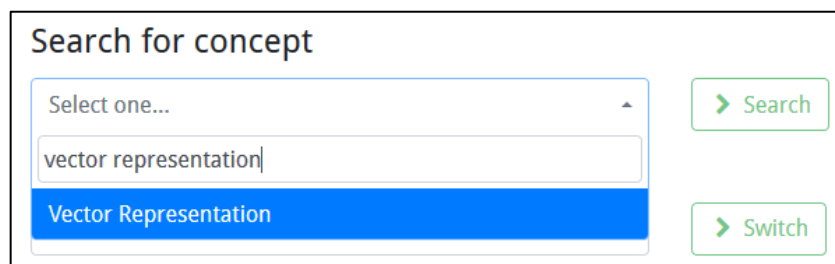 Search for concept
Select one...
Search
vector representation
Vector Representation
Switch